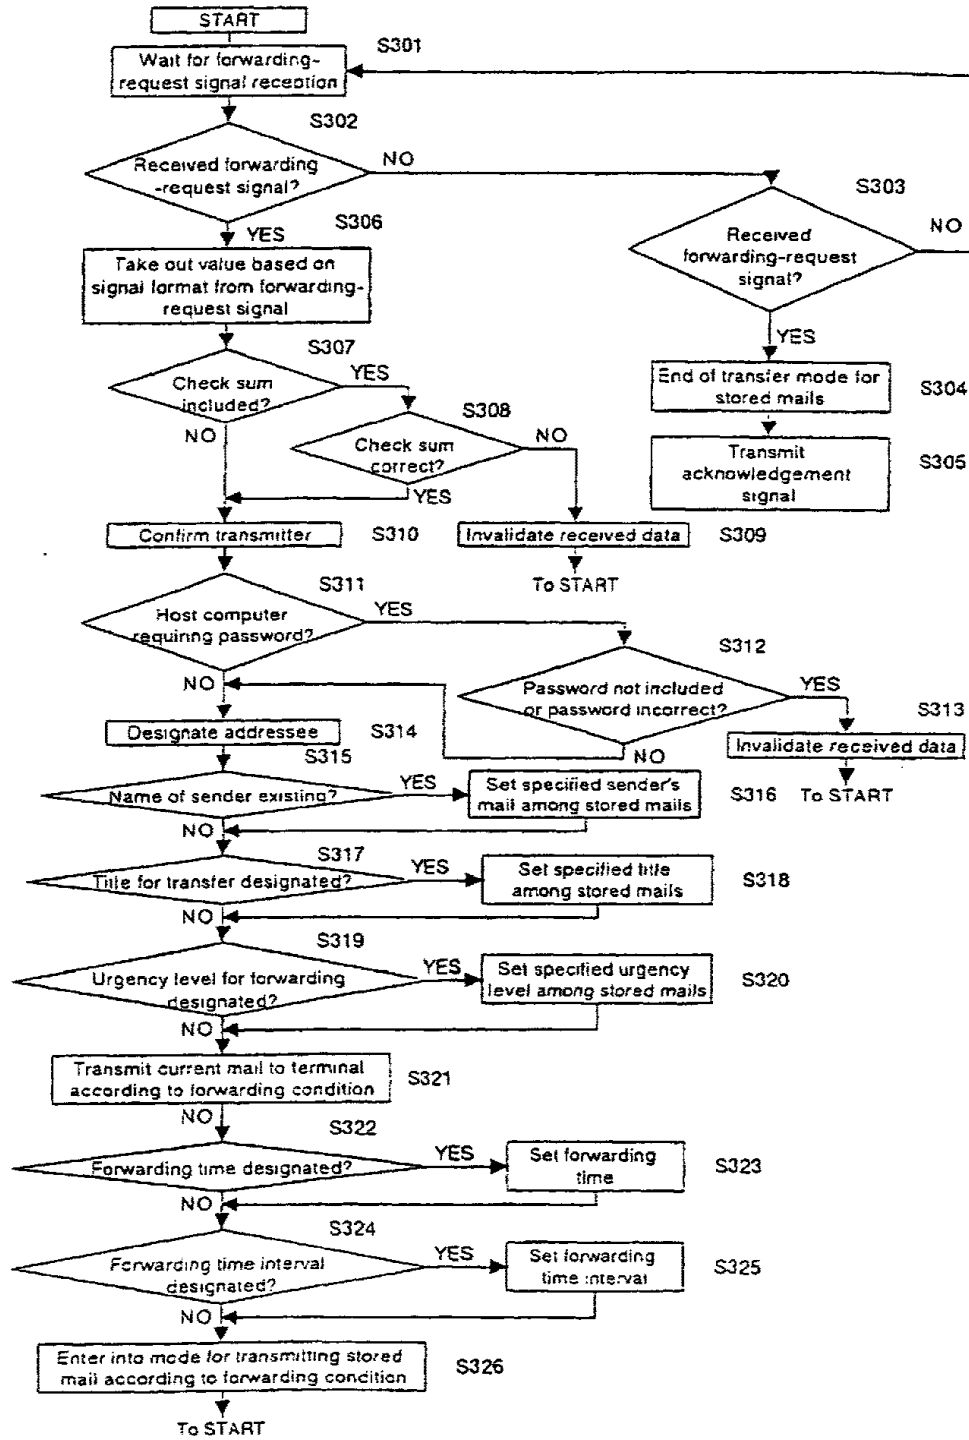 START
S301
Wait for forwarding-
request signal reception
S302
Received forwarding
-request signal?
NO
S303
Received
forwarding-request
signal?
NO
YES
S306
YES
Take out value based on
signal format from forwarding-
request signal
End of transfer mode for
stored mails
S304
Transmit
acknowledgement
signal
S305
S307
Check sum
included?
YES
NO
S308
Check sum
correct?
NO
YES
Confirm transmitter
S310
Invalidate received data
S309
To START
S311
Host computer
requiring password?
YES
NO
S312
Password not included
or password incorrect?
YES
NO
S313
Invalidate received data
To START
Designate addressee
S314
S315
Name of sender existing?
YES
Set specified sender's
mail among stored mails
S316
NO
S317
Title for transfer designated?
YES
Set specified title
among stored mails
S318
NO
S319
Urgency level for forwarding
designated?
YES
Set specified urgency
level among stored mails
S320
NO
Transmit current mail to terminal
according to forwarding condition
S321
NO
S322
Forwarding time designated?
YES
Set forwarding
time
S323
NO
S324
Forwarding time interval
designated?
YES
Set forwarding
time interval
S325
NO
Enter into mode for transmitting stored
mail according to forwarding condition
S326
To START